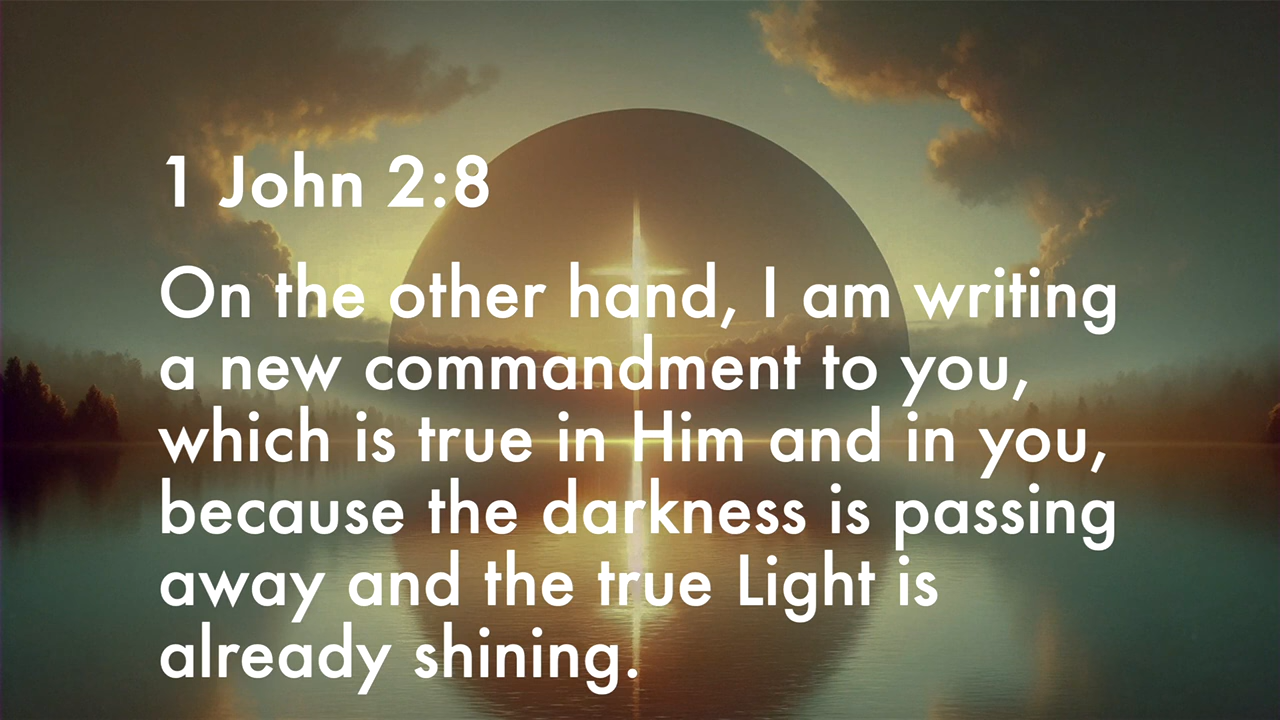 1 John 2:8
On the other hand, I am writing
a new commandment to you,
which is true in Him and in you,
because the darkness is passing
away and the true Light is
already shining.